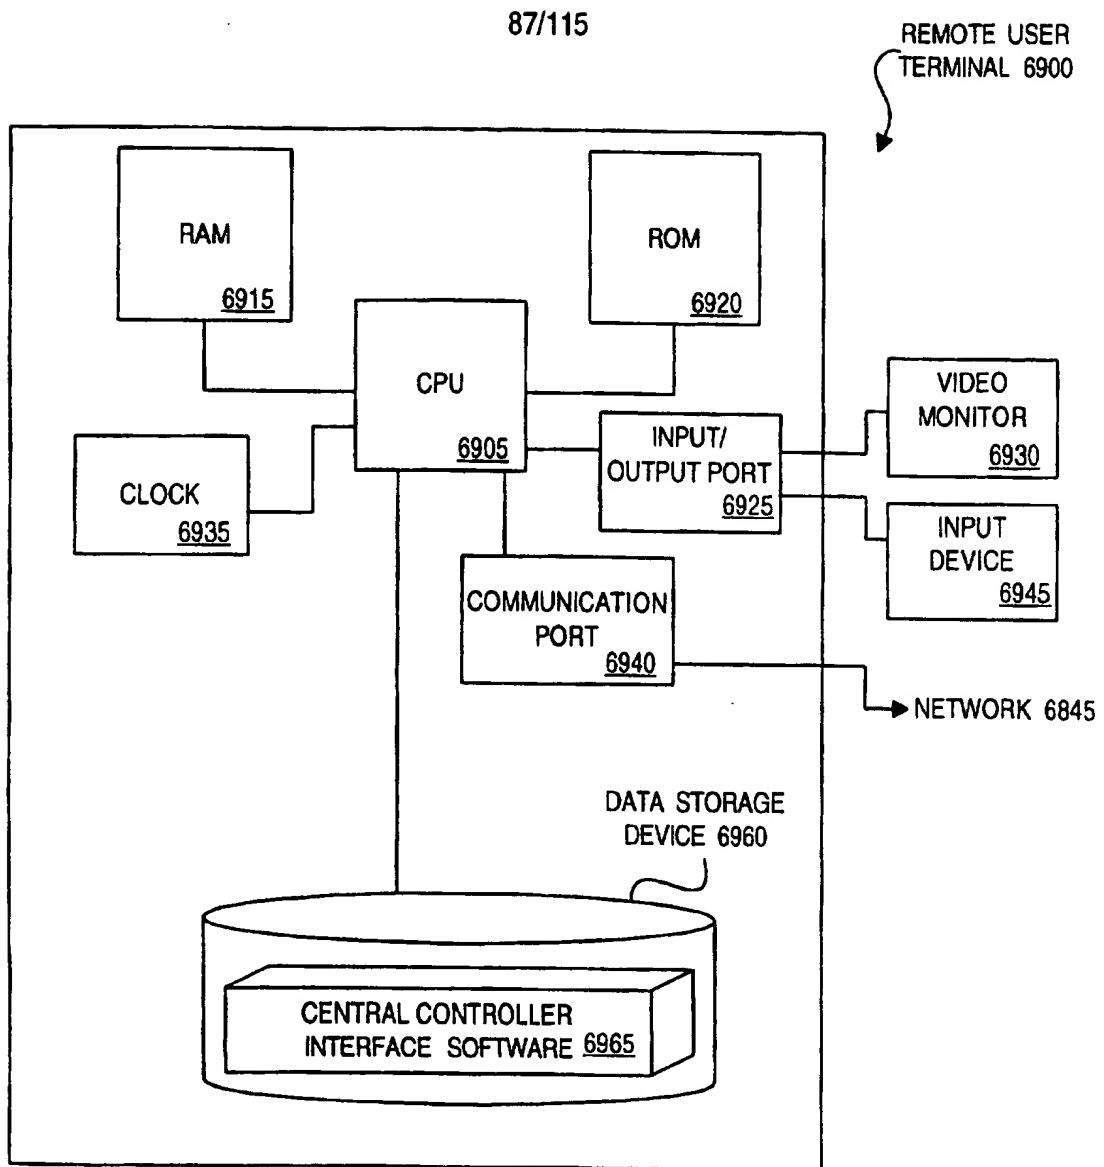 87/115
REMOTE USER
TERMINAL 6900
RAM
6915
ROM
6920
CPU
6905
VIDEO
MONITOR
6930
INPUT/
OUTPUT PORT
6925
CLOCK
6935
INPUT
DEVICE
6945
COMMUNICATION
PORT
6940
NETWORK 6845
DATA STORAGE
DEVICE 6960
CENTRAL CONTROLLER
INTERFACE SOFTWARE 6965